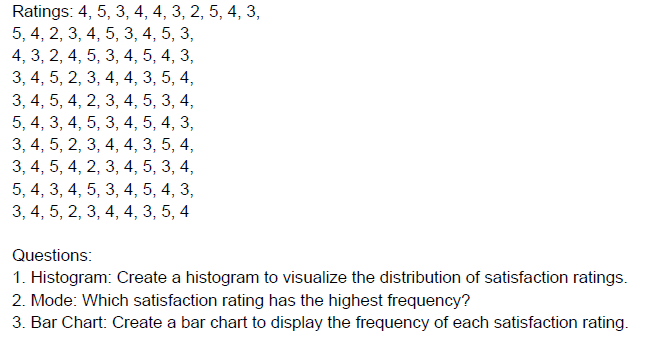 Ratings: 4, 5, 3, 4, 4, 3, 2, 5, 4, 3,
5, 4, 2, 3, 4, 5, 3, 4, 5, 3,
4, 3, 2, 4, 5, 3, 4, 5, 4, 3,
3, 4, 5, 2, 3, 4, 4, 3, 5, 4,
3, 4, 5, 4, 2, 3, 4, 5, 3, 4,
5, 4, 3, 4, 5, 3, 4, 5, 4, 3,
3, 4, 5, 2, 3, 4, 4, 3, 5, 4,
3, 4, 5, 4, 2, 3, 4, 5, 3, 4,
5, 4, 3, 4, 5, 3, 4, 5, 4, 3,
3, 4, 5, 2, 3, 4, 4, 3, 5, 4
Questions:
1. Histogram: Create a histogram to visualize the distribution of satisfaction ratings.
2. Mode: Which satisfaction rating has the highest frequency?
3. Bar Chart: Create a bar chart to display the frequency of each satisfaction rating.